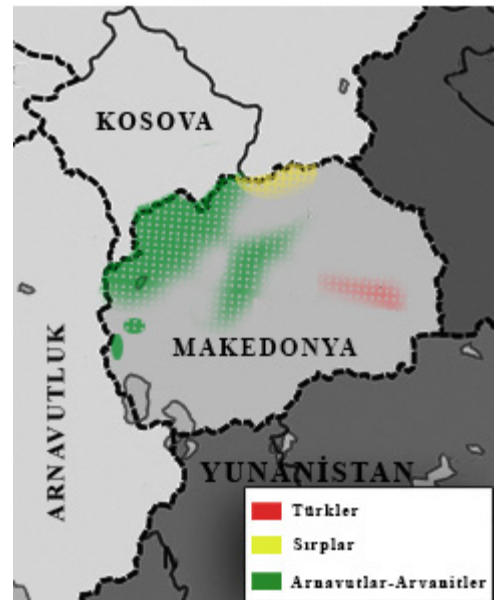 KOSOVA
MAKEDONYA
ARNAVUTLUK
YUNANİSTAN
Türkler
Sırplar
Arnavutlar-Arvanitler